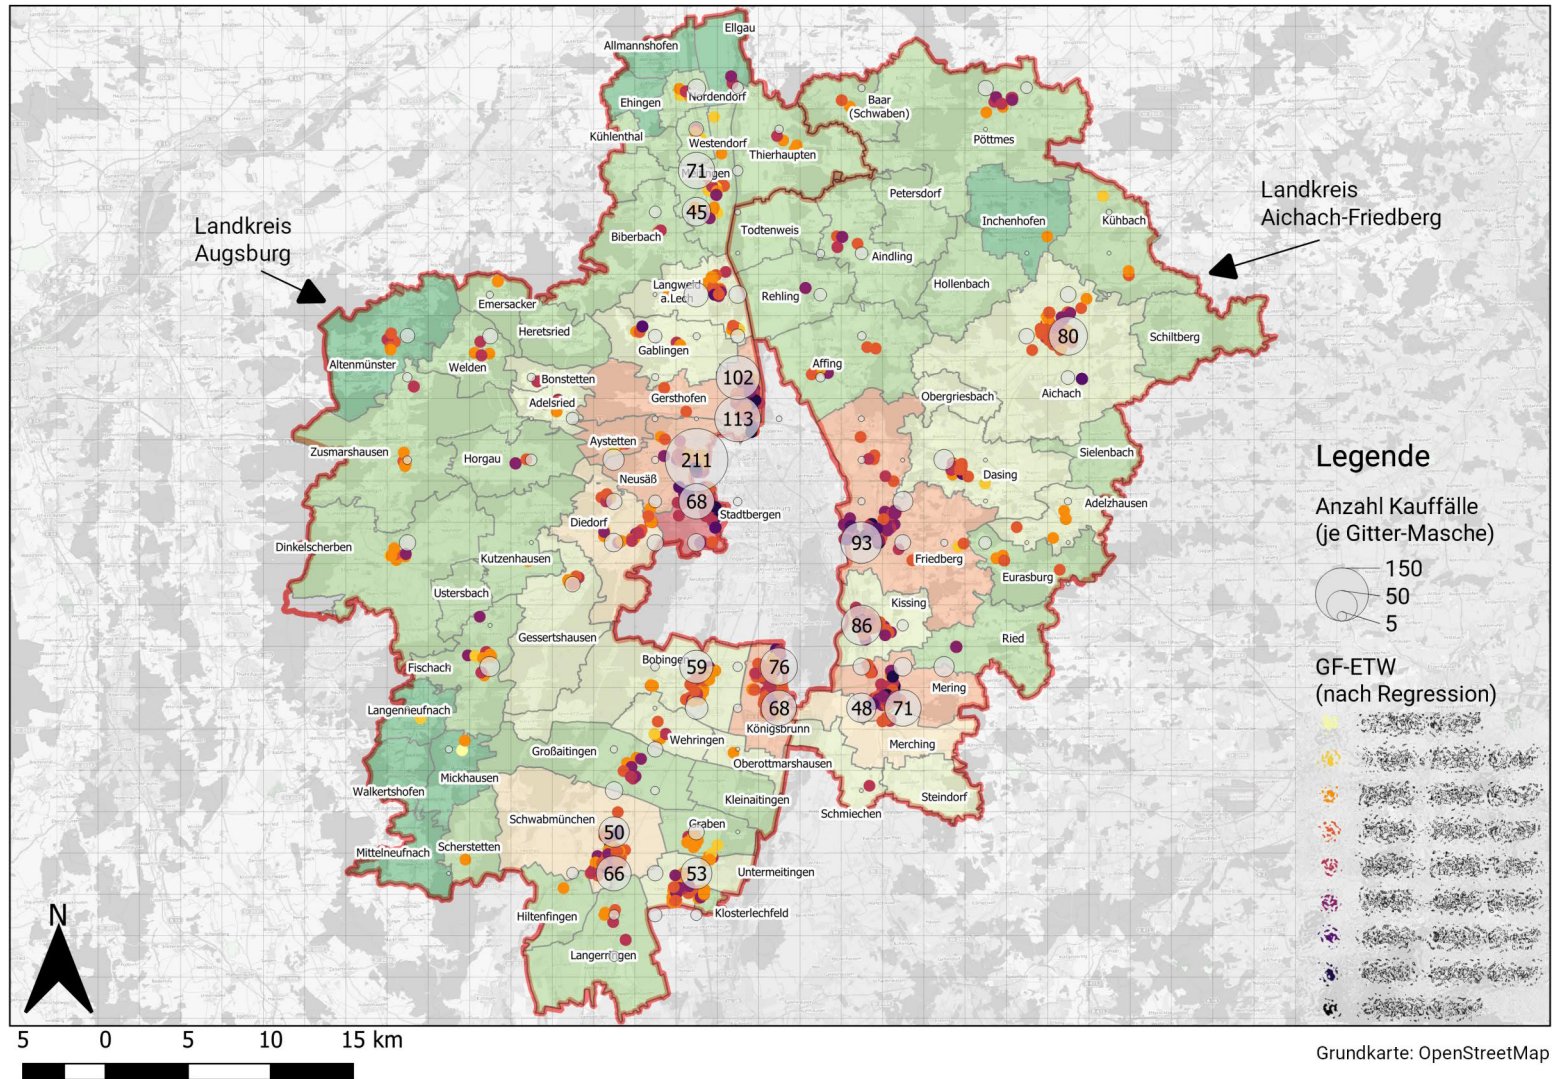 Ellgau
Allmannshofen
Nordendorf
Ehingen
Baar
(Schwaben)
Kühlenthal
Westendorf
Thierhaupten
Pöttmes
71
Landkreis
Aichach-Friedberg
Petersdorf
Inchenhofen
Kühbach
45
Landkreis
Augsburg
Biberbach
Todtenweis
Aindling
Langweid
a.Lech
Rehling
Hollenbach
Emersacker
Heretsried
Gablingen
80
Schiltberg
Altenmünster
Welden
Bonstetten
Affing
102
Aichach
Adelsried
Gersthofen
Obergriesbach
113
Aystetten
Zusmarshausen
Horgau
211
Sielenbach
Neusäß
Dasing
Legende
68
Stadtbergen
Adelzhausen
Diedorf
Anzahl Kauffälle
(je Gitter-Masche)
Dinkelscherben
93
Kutzenhausen
Friedberg
150
50
5
Eurasburg
Ustersbach
Kissing
86
Gessertshausen
Ried
Fischach
59
76
GF-ETW
(nach Regression)
Mering
Langenneufnach
68
48
71
Königsbrunn
Großaitingen
Wehringen
Merching
Oberottmarshausen
Mickhausen
Walkertshofen
Kleinaitingen
Steindorf
Schmiechen
Schwabmünchen
50
Graben
Scherstetten
Mittelneufnach
66
53
Untermeitingen
N
Hiltenfingen
Klosterlechfeld
Langerringen
5 0 5 10 15 km
Grundkarte: OpenStreetMap